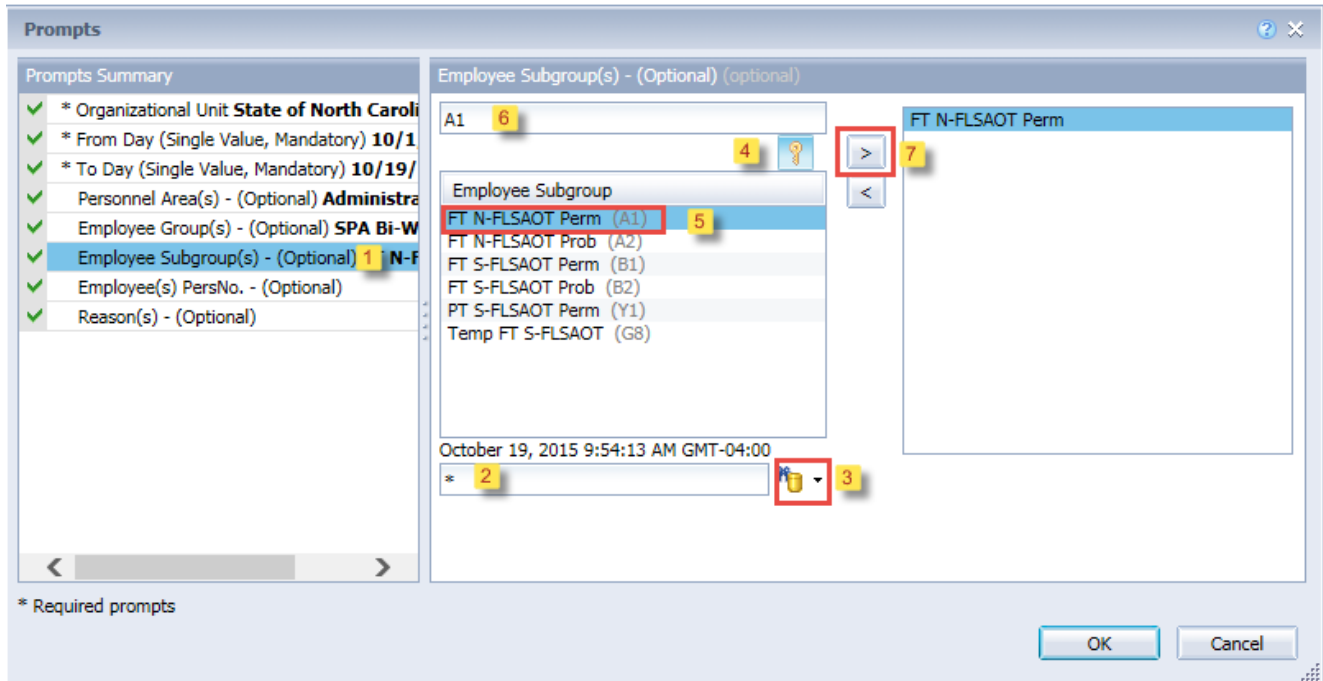 Prompts
Prompts Summary
* Organizational Unit State of North Caroli
* From Day (Single Value, Mandatory) 10/1
* To Day (Single Value, Mandatory) 10/19/
Personnel Area(s) - (Optional) Administra
Employee Group(s) - (Optional) SPA Bi-W
Employee Subgroup(s) - (Optional) 1 N-F
Employee(s) PersNo. - (Optional)
Reason(s) - (Optional)
Employee Subgroup(s) - (Optional) (optional)
A1 6
4
Employee Subgroup
FT N-FLSAOT Perm (A1) 5
FT N-FLSAOT Prob (A2)
FT S-FLSAOT Perm (B1)
FT S-FLSAOT Prob (B2)
PT S-FLSAOT Perm (Y1)
Temp FT S-FLSAOT (G8)
October 19, 2015 9:54:13 AM GMT-04:00
* 2
3
> 7
<
FT N-FLSAOT Perm
* Required prompts
OK Cancel